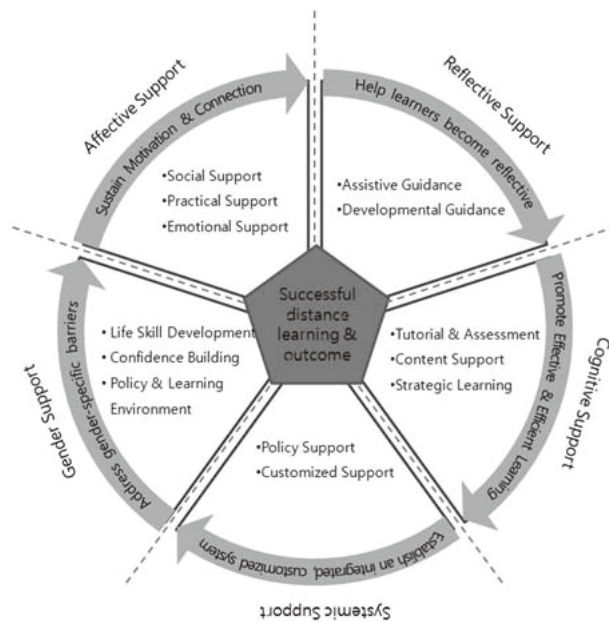 Affective Support
Sustain Motivation & Connection
•Social Support
•Practical Support
•Emotional Support
Reflective Support
Help learners become reflective
•Assistive Guidance
•Developmental Guidance
Successful
distance
learning &
outcome
Cognitive Support
Promote Effective & Efficient Learning
•Tutorial & Assessment
•Content Support
•Strategic Learning
Systemic Support
Establish an integrated, customized system
•Policy Support
•Customized Support
Gender Support
Address gender-specific barriers
• Life Skill Development
• Confidence Building
• Policy & Learning
Environment